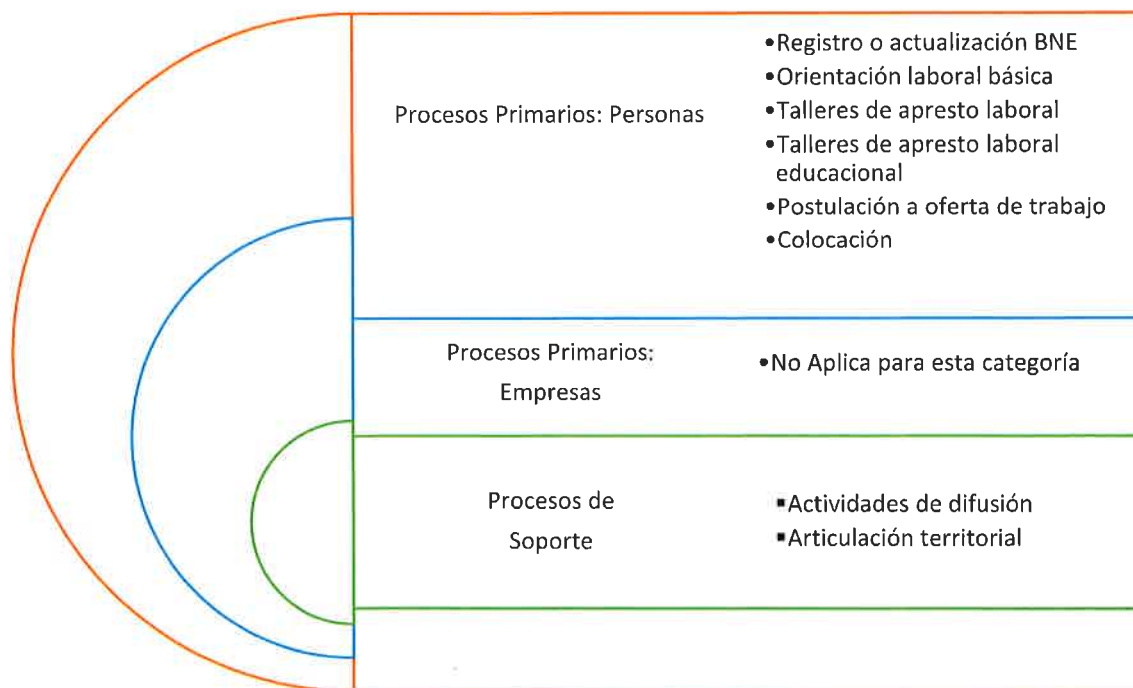 Procesos Primarios: Personas
•Registro o actualización BNE
•Orientación laboral básica
•Talleres de apresto laboral
•Talleres de apresto laboral
educacional
•Postulación a oferta de trabajo
•Colocación
Procesos Primarios:
Empresas
•No Aplica para esta categoría
Procesos de
Soporte
▪Actividades de difusión
▪Articulación territorial